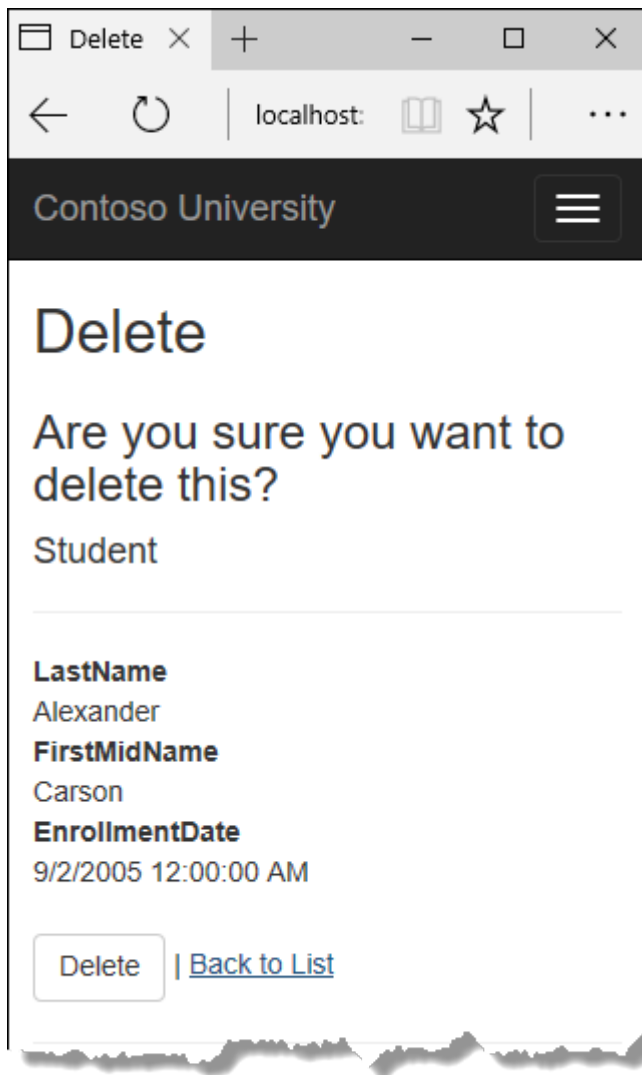 Delete
localhost:
Contoso University
Delete
Are you sure you want to
delete this?
Student
LastName
Alexander
FirstMidName
Carson
EnrollmentDate
9/2/2005 12:00:00 AM
Delete | Back to List